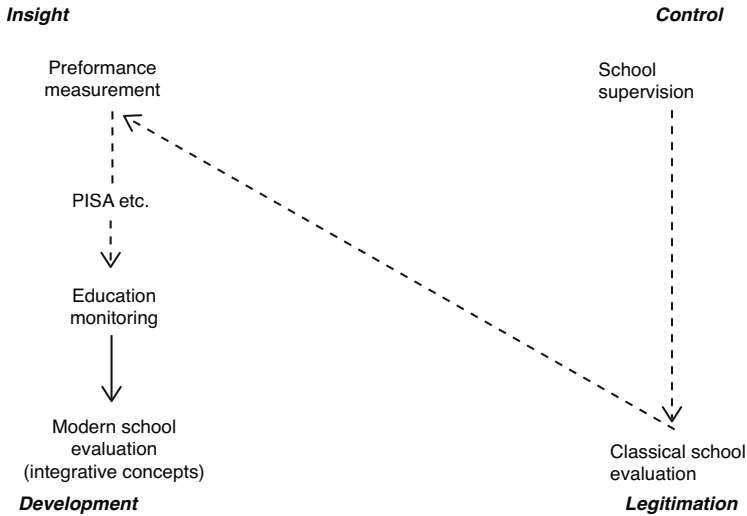 Insight
Control
Preformance
measurement
School
supervision
PISA etc.
Education
monitoring
Modern school
evaluation
(integrative concepts)
Classical school
evaluation
Development
Legitimation